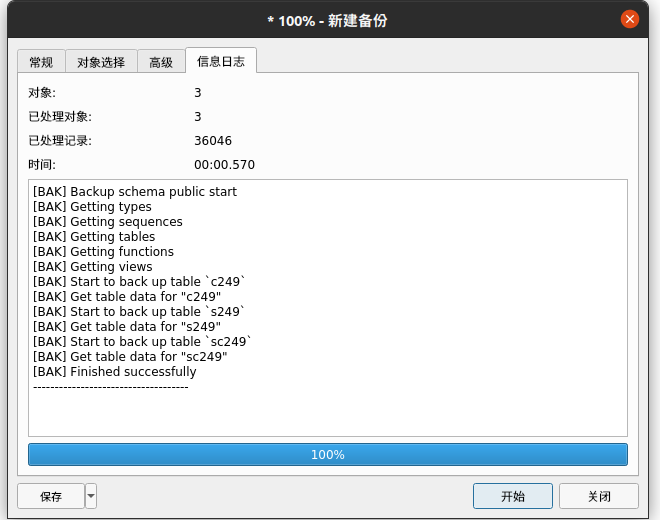 * 100% - 新建备份
常规 对象选择 高级 信息日志
对象: 3
已处理对象: 3
已处理记录: 36046
时间: 00:00.570
[BAK] Backup schema public start
[BAK] Getting types
[BAK] Getting sequences
[BAK] Getting tables
[BAK] Getting functions
[BAK] Getting views
[BAK] Start to back up table `c249`
[BAK] Get table data for "c249"
[BAK] Start to back up table `s249`
[BAK] Get table data for "s249"
[BAK] Start to back up table `sc249`
[BAK] Get table data for "sc249"
[BAK] Finished successfully
------------------------------------
100%
保存 开始 关闭